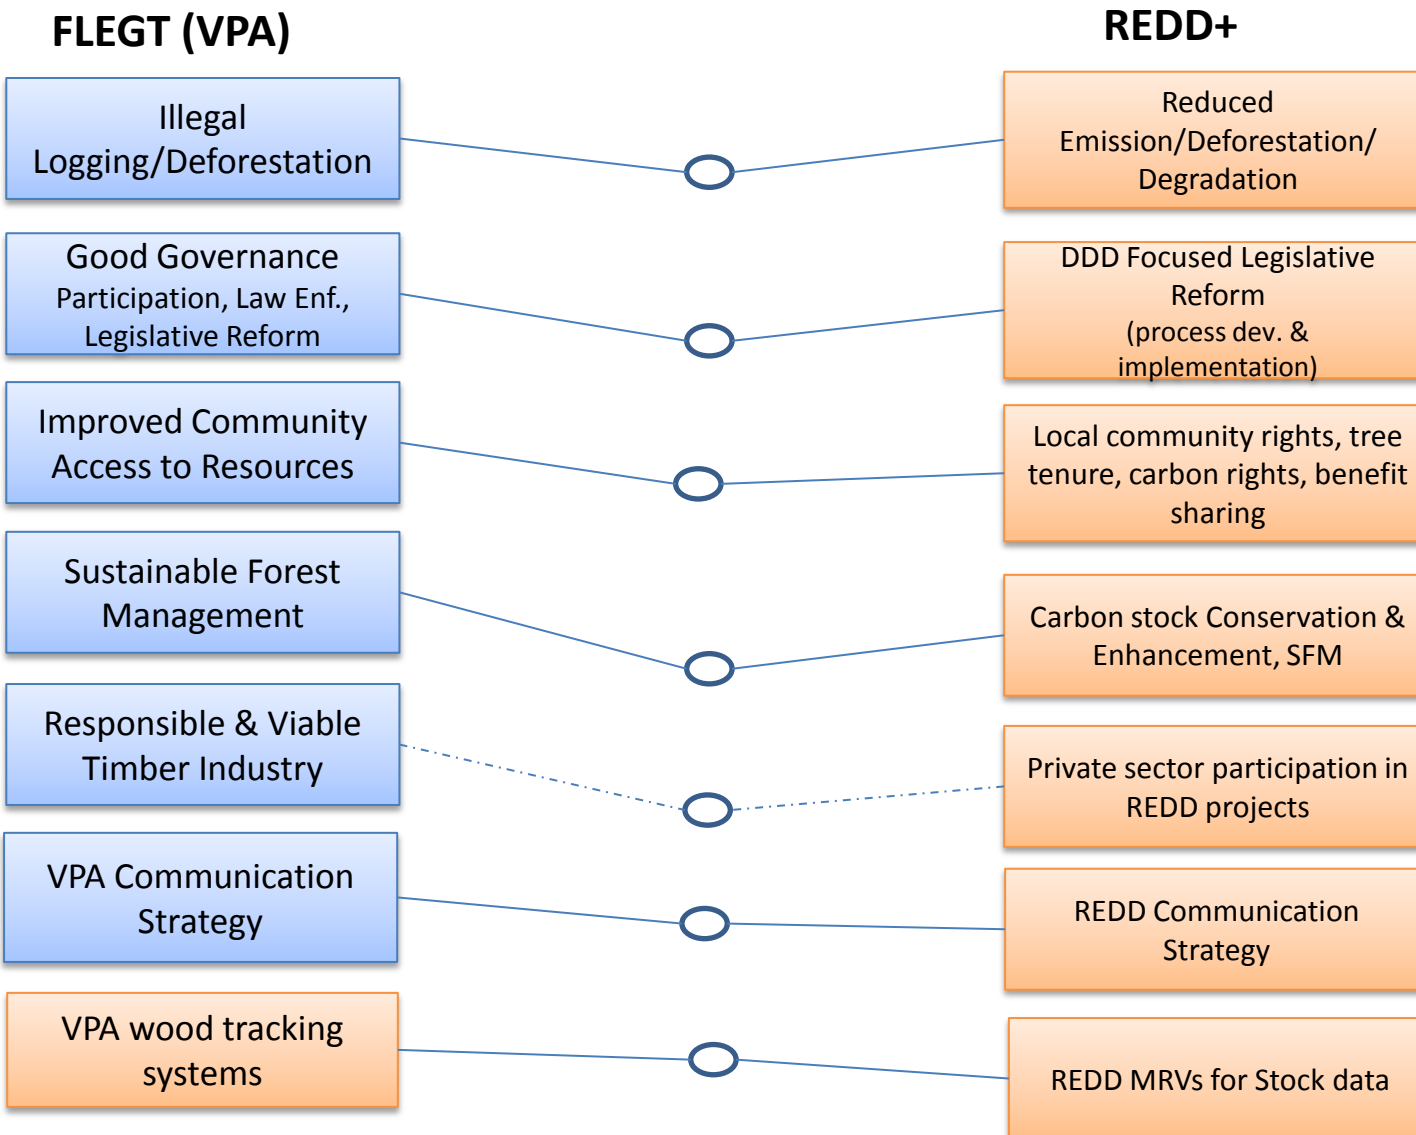 FLEGT (VPA)
REDD+
Illegal
Logging/Deforestation
Reduced
Emission/Deforestation/
Degradation
Good Governance
Participation, Law Enf.,
Legislative Reform
DDD Focused Legislative
Reform
(process dev. &
implementation)
Improved Community
Access to Resources
Local community rights, tree
tenure, carbon rights, benefit
sharing
Sustainable Forest
Management
Carbon stock Conservation &
Enhancement, SFM
Responsible & Viable
Timber Industry
Private sector participation in
REDD projects
VPA Communication
Strategy
REDD Communication
Strategy
VPA wood tracking
systems
REDD MRVs for Stock data